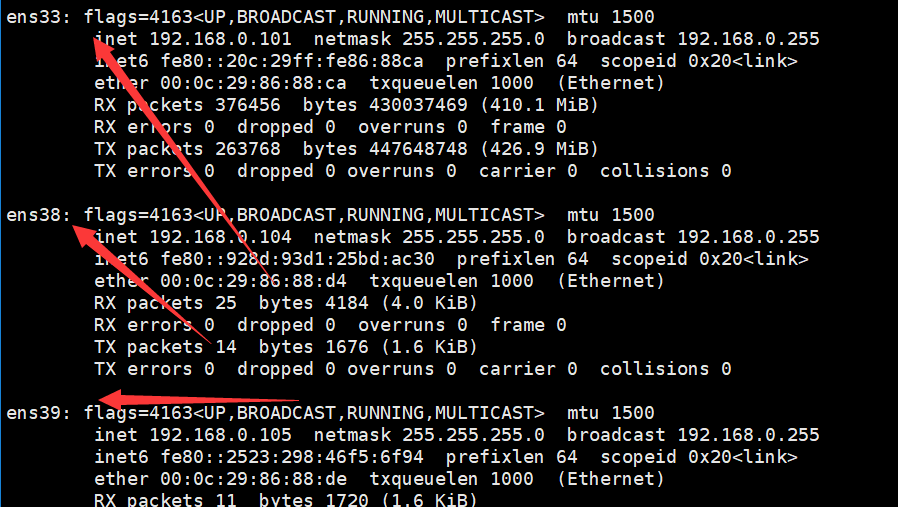 ens33: flags=4163<UP,BROADCAST,RUNNING,MULTICAST>  mtu 1500
        inet 192.168.0.101  netmask 255.255.255.0  broadcast 192.168.0.255
        inet6 fe80::20c:29ff:fe86:88ca  prefixlen 64  scopeid 0x20<link>
        ether 00:0c:29:86:88:ca  txqueuelen 1000  (Ethernet)
        RX packets 376456  bytes 430037469 (410.1 MiB)
        RX errors 0  dropped 0  overruns 0  frame 0
        TX packets 263768  bytes 447648748 (426.9 MiB)
        TX errors 0  dropped 0 overruns 0  carrier 0  collisions 0

ens38: flags=4163<UP,BROADCAST,RUNNING,MULTICAST>  mtu 1500
        inet 192.168.0.104  netmask 255.255.255.0  broadcast 192.168.0.255
        inet6 fe80::928d:93d1:25bd:ac30  prefixlen 64  scopeid 0x20<link>
        ether 00:0c:29:86:88:d4  txqueuelen 1000  (Ethernet)
        RX packets 25  bytes 4184 (4.0 KiB)
        RX errors 0  dropped 0  overruns 0  frame 0
        TX packets 14  bytes 1676 (1.6 KiB)
        TX errors 0  dropped 0 overruns 0  carrier 0  collisions 0

ens39: flags=4163<UP,BROADCAST,RUNNING,MULTICAST>  mtu 1500
        inet 192.168.0.105  netmask 255.255.255.0  broadcast 192.168.0.255
        inet6 fe80::2523:298:46f5:6f94  prefixlen 64  scopeid 0x20<link>
        ether 00:0c:29:86:88:de  txqueuelen 1000  (Ethernet)
        RX packets 11  bytes 1720 (1.6 KiB)